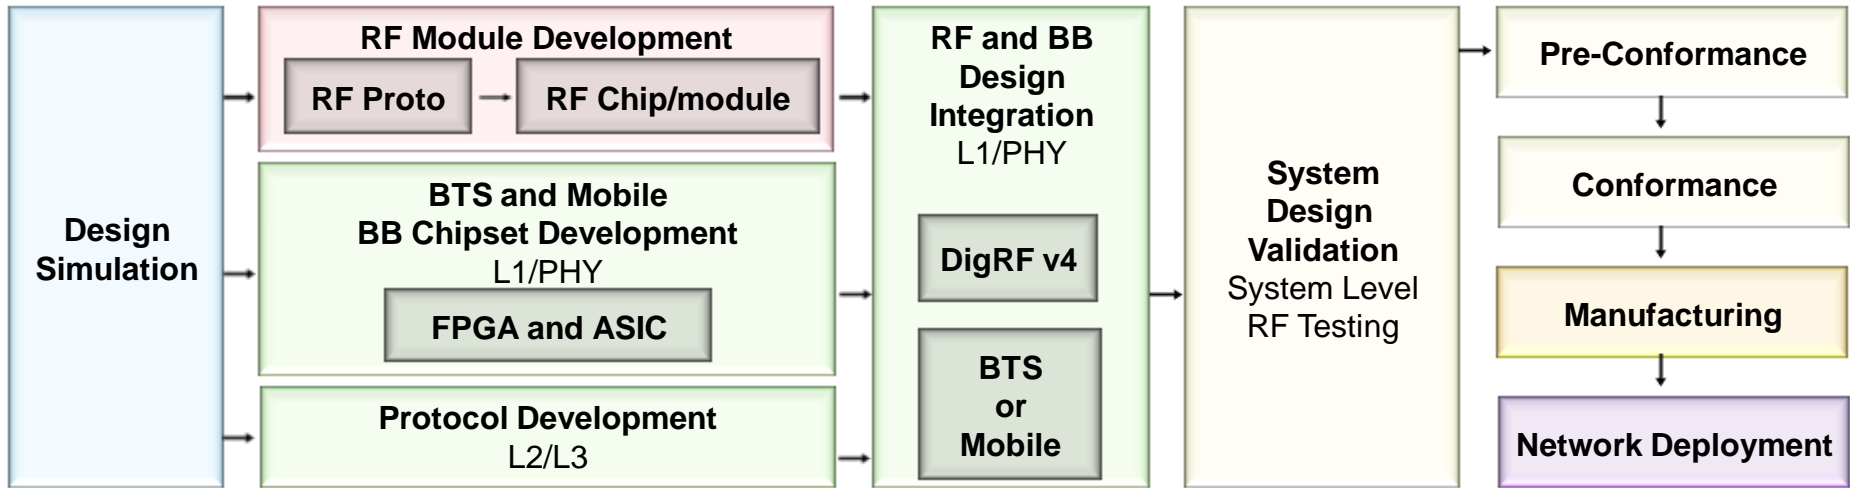 Design
Simulation
RF Module Development
RF Proto
RF Chip/module
BTS and Mobile
BB Chipset Development
L1/PHY
FPGA and ASIC
Protocol Development
L2/L3
RF and BB
Design
Integration
L1/PHY
DigRF v4
BTS
or
Mobile
System
Design
Validation
System Level
RF Testing
Pre-Conformance
Conformance
Manufacturing
Network Deployment